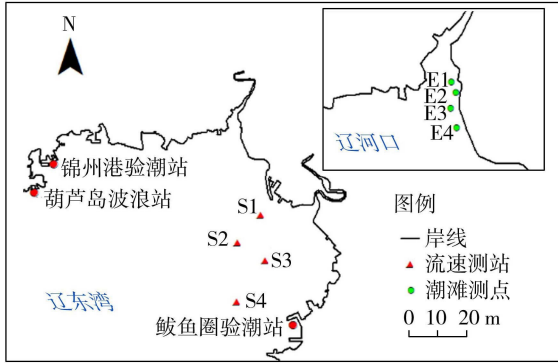 N
E1
E2
E3
E4
辽河口
锦州港验潮站
葫芦岛波浪站
S1
S2
S3
S4
辽东湾
鲅鱼圈验潮站
图例
岸线
流速测站
潮滩测点
0 10 20 m